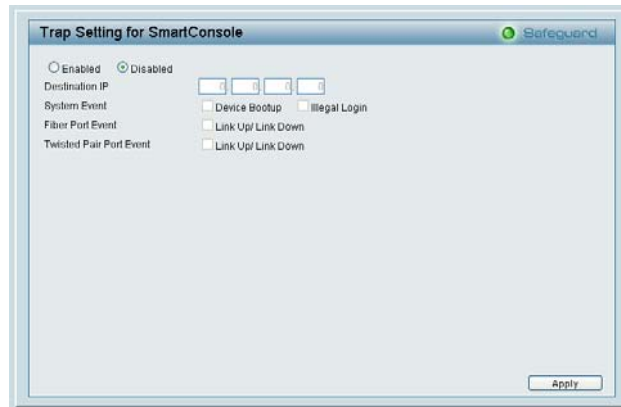 Trap Setting for SmartConsole
Safeguard
Enabled Disabled
Destination IP 0. 0. 0. 0
System Event Device Bootup Illegal Login
Fiber Port Event Link Up/ Link Down
Twisted Pair Port Event Link Up/ Link Down
Apply